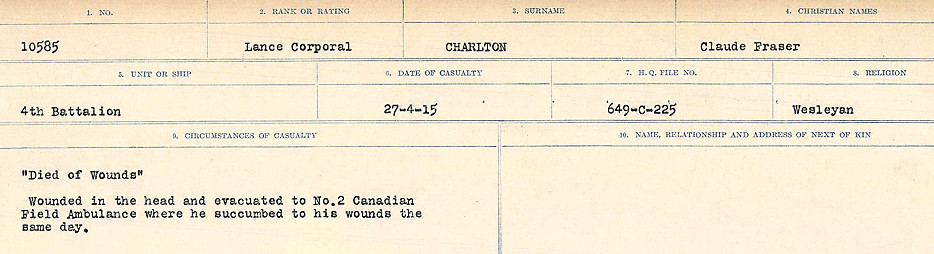 1. NO. 2. RANK OR RATING 3. SURNAME 4. CHRISTIAN NAMES
10585 Lance Corporal CHARLTON Claude Fraser
5. UNIT OR SHIP 6. DATE OF CASUALTY 7. H.Q. FILE NO. 8. RELIGION
4th Battalion 27-4-15 649-C-225 Wesleyan
9. CIRCUMSTANCES OF CASUALTY 10. NAME, RELATIONSHIP AND ADDRESS OF NEXT OF KIN
"Died of Wounds"
Wounded in the head and evacuated to No.2 Canadian
Field Ambulance where he succumbed to his wounds the
same day.